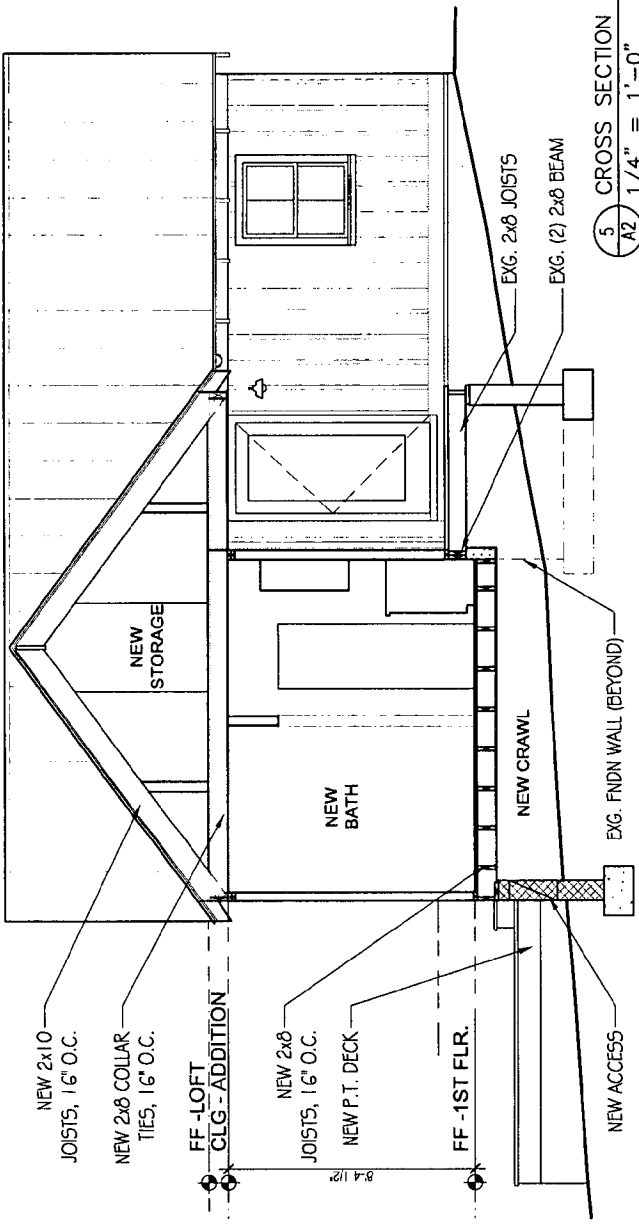 NEW 2x10
JOISTS, 16" O.C.
NEW 2x8 COLLAR
TIES, 16" O.C.
FF -LOFT
CLG - ADDITION
NEW 2x8
JOISTS, 16" O.C.
NEW P.T. DECK
FF -1ST FLR.
NEW ACCESS
8'-4 1/2"
NEW
STORAGE
NEW
BATH
NEW CRAWL
EXG. FNDN WALL (BEYOND)
EXG. 2x8 JOISTS
EXG. (2) 2x8 BEAM
5
A2
CROSS SECTION
1/4" = 1'-0"